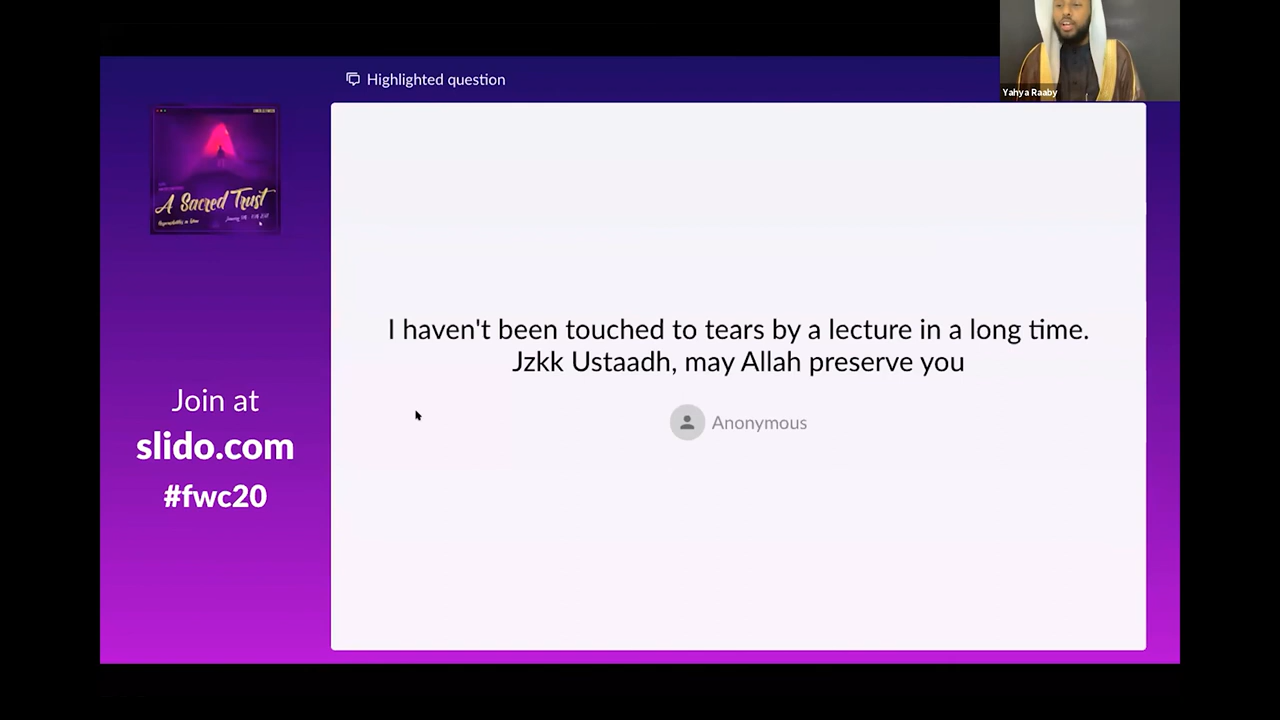 Highlighted question
Yahya Raaby
A Sacred Trust
I haven't been touched to tears by a lecture in a long time.
Jzkk Ustaadh, may Allah preserve you
Anonymous
Join at
slido.com
#fwc20